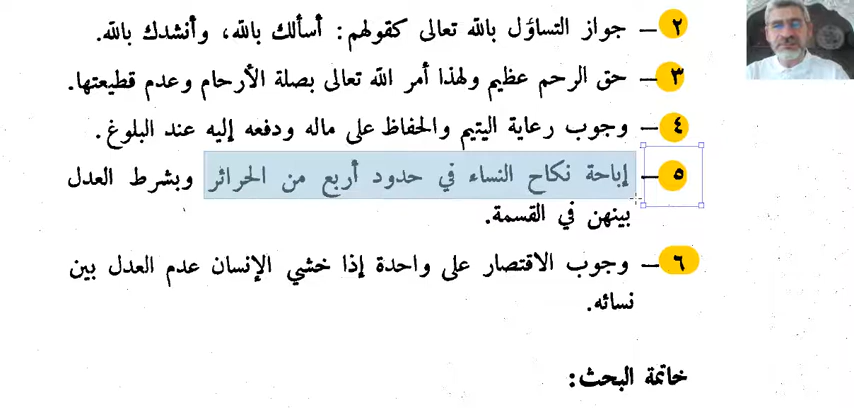 ٢ – جواز التساؤل بالله تعالى كقولهم: أسألك بالله، وأنشدك بالله.
٣ – حق الرحم عظيم ولهذا أمر الله تعالى بصلة الأرحام وعدم قطيعتها.
٤ – وجوب رعاية اليتيم والحفاظ على ماله ودفعه إليه عند البلوغ.
٥ – إباحة نكاح النساء في حدود أربع من الحرائر وبشرط العدل
بينهن في القسمة.
٦ – وجوب الاقتصار على واحدة إذا خشي الإنسان عدم العدل بين
نسائه.
خاتمة البحث: